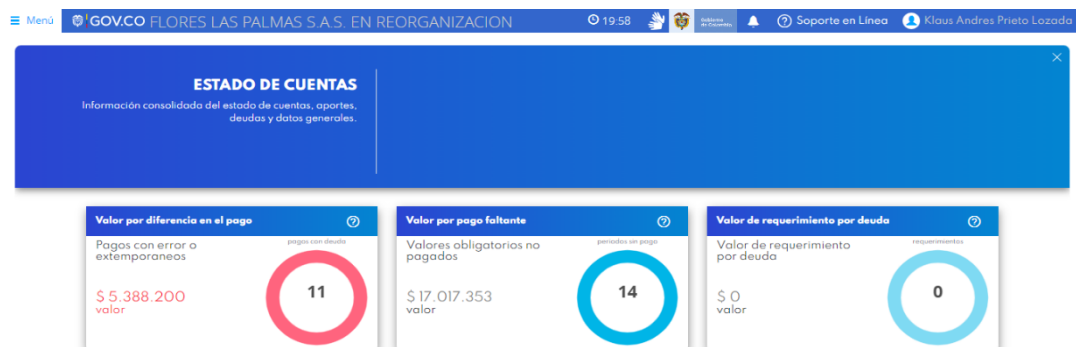 Menú GOV.CO FLORES LAS PALMAS S.A.S. EN REORGANIZACION 19:58 Gobierno de Colombia Soporte en Línea Klaus Andres Prieto Lozada
ESTADO DE CUENTAS
Información consolidada del estado de cuentas, aportes,
deudas y datos generales.
Valor por diferencia en el pago
Pagos con error o
extemporaneos
pagos con deuda
11
$ 5.388.200
valor
Valor por pago faltante
Valores obligatorios no
pagados
periodos sin pago
14
$ 17.017.353
valor
Valor de requerimiento por deuda
Valor de requerimiento
por deuda
requerimientos
0
$ 0
valor